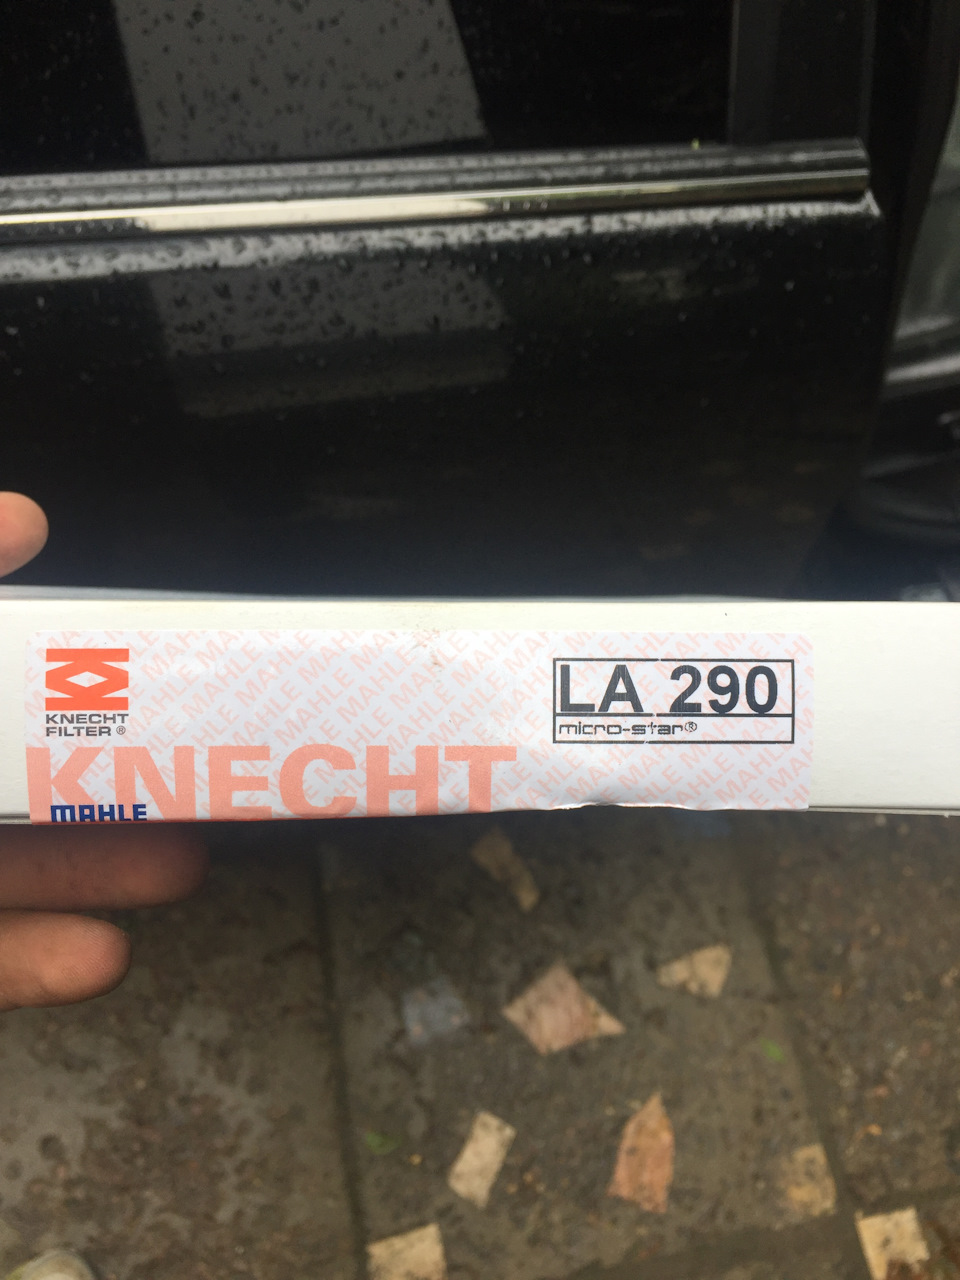 KNECHT
FILTER®
LA 290
micro-star®
KNECHT
MAHLE